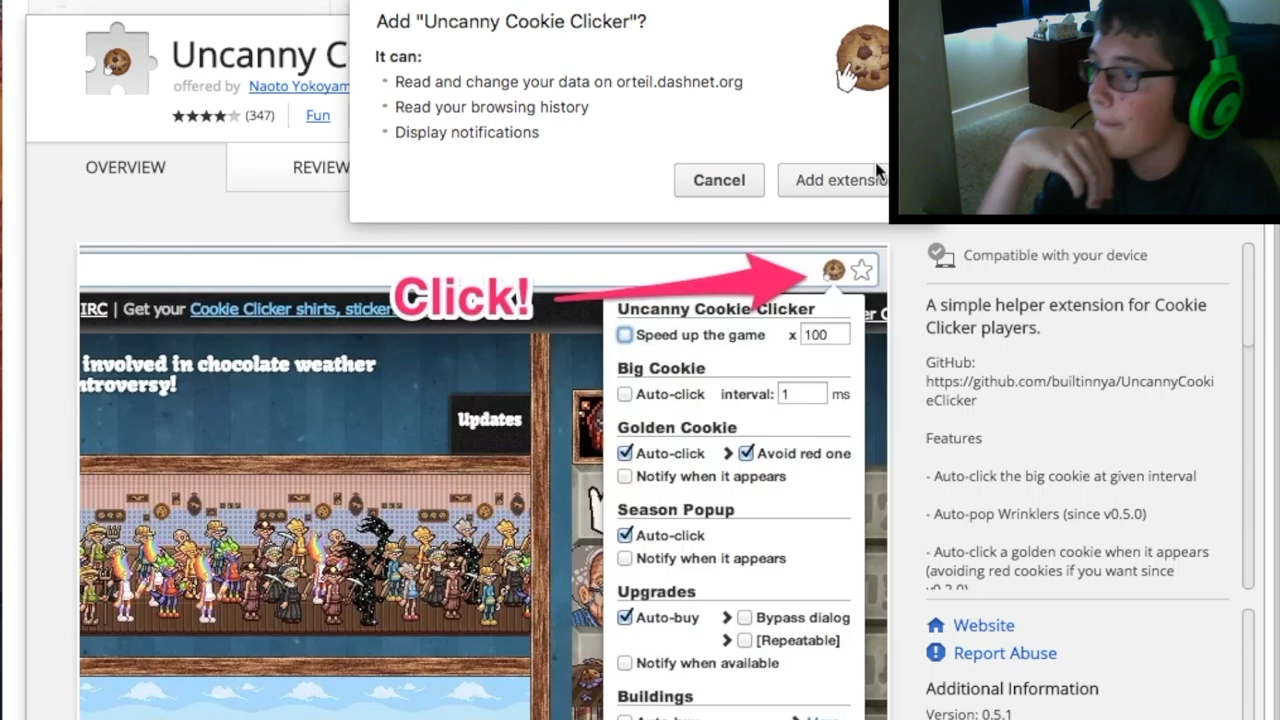 Add "Uncanny Cookie Clicker"?
It can:
Read and change your data on orteil.dashnet.org
Read your browsing history
Display notifications
Cancel
Add extensio
Uncanny C
offered by Naoto Yokoyam
(347)
Fun
OVERVIEW
REVIEW
Click!
IRC | Get your Cookie Clicker shirts, sticker
involved in chocolate weather
ntroversy!
Updates
Uncanny Cookie Clicker
Speed up the game x 100
Big Cookie
Auto-click interval: 1 ms
Golden Cookie
Auto-click Avoid red one
Notify when it appears
Season Popup
Auto-click
Notify when it appears
Upgrades
Auto-buy Bypass dialog
[Repeatable]
Notify when available
Buildings
Compatible with your device
A simple helper extension for Cookie
Clicker players.
GitHub:
https://github.com/builtinnya/UncannyCooki
eClicker
Features
- Auto-click the big cookie at given interval
- Auto-pop Wrinklers (since v0.5.0)
- Auto-click a golden cookie when it appears
(avoiding red cookies if you want since
Website
Report Abuse
Additional Information
Version: 0.5.1